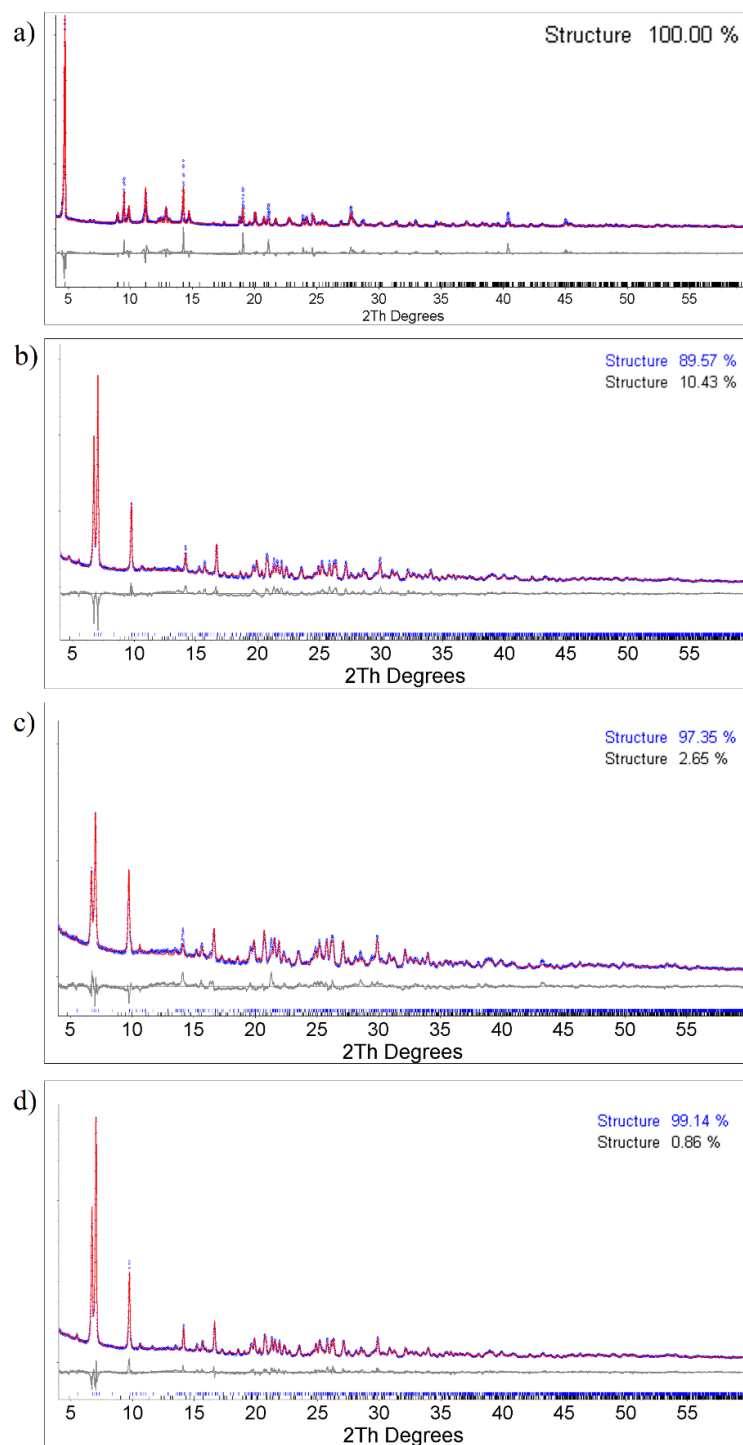 a)
Structure 100.00 %
5 10 15 20 25 30 35 40 45 50 55
2Th Degrees
b)
Structure 89.57 %
Structure 10.43 %
5 10 15 20 25 30 35 40 45 50 55
2Th Degrees
c)
Structure 97.35 %
Structure 2.65 %
5 10 15 20 25 30 35 40 45 50 55
2Th Degrees
d)
Structure 99.14 %
Structure 0.86 %
5 10 15 20 25 30 35 40 45 50 55
2Th Degrees